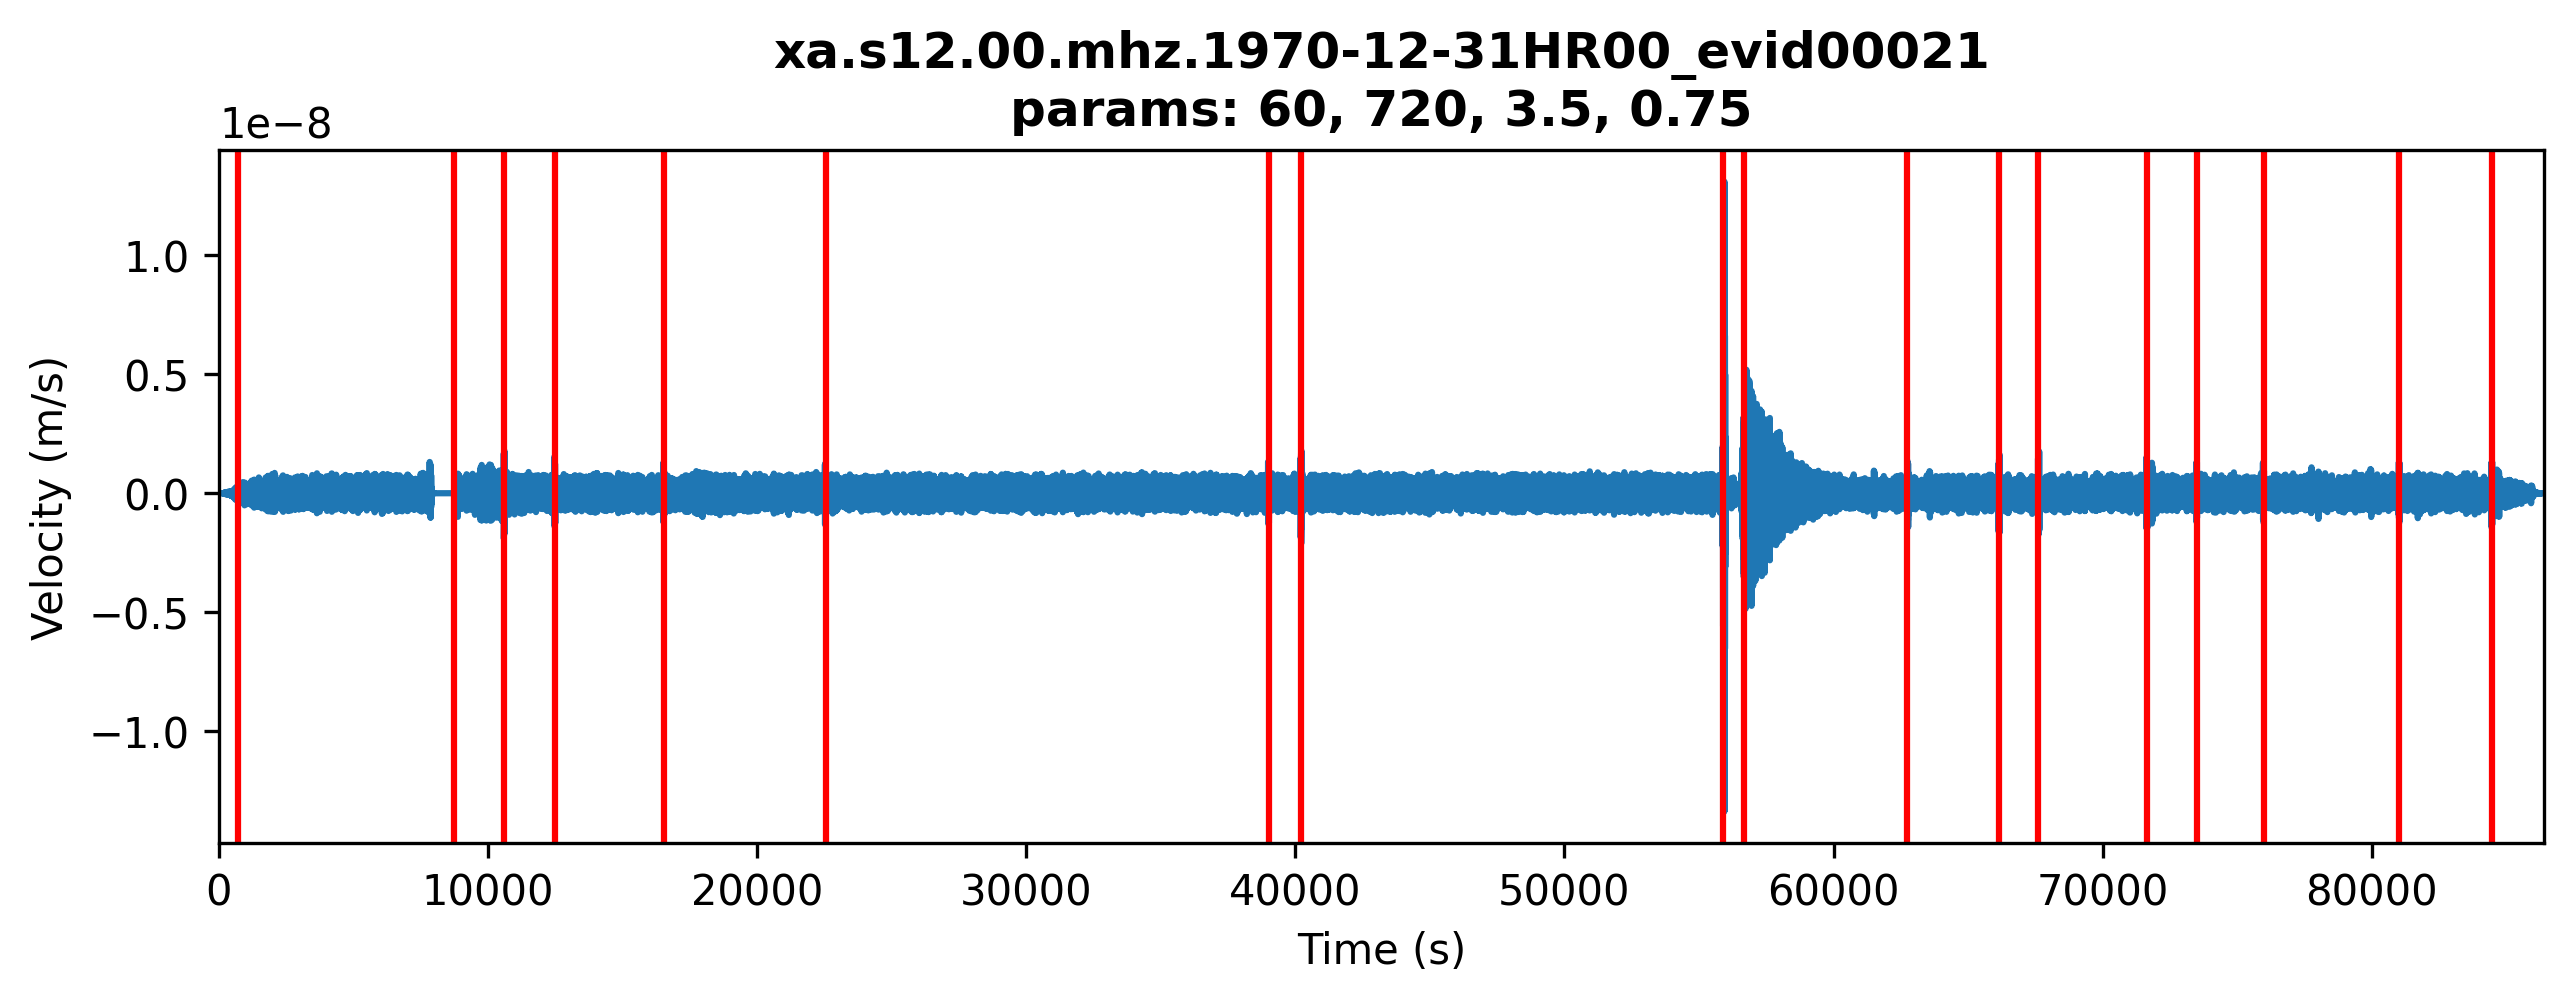 xa.s12.00.mhz.1970-12-31HR00_evid00021
params: 60, 720, 3.5, 0.75
1e−8
1.0
0.5
0.0
−0.5
−1.0
Velocity (m/s)
0 10000 20000 30000 40000 50000 60000 70000 80000
Time (s)